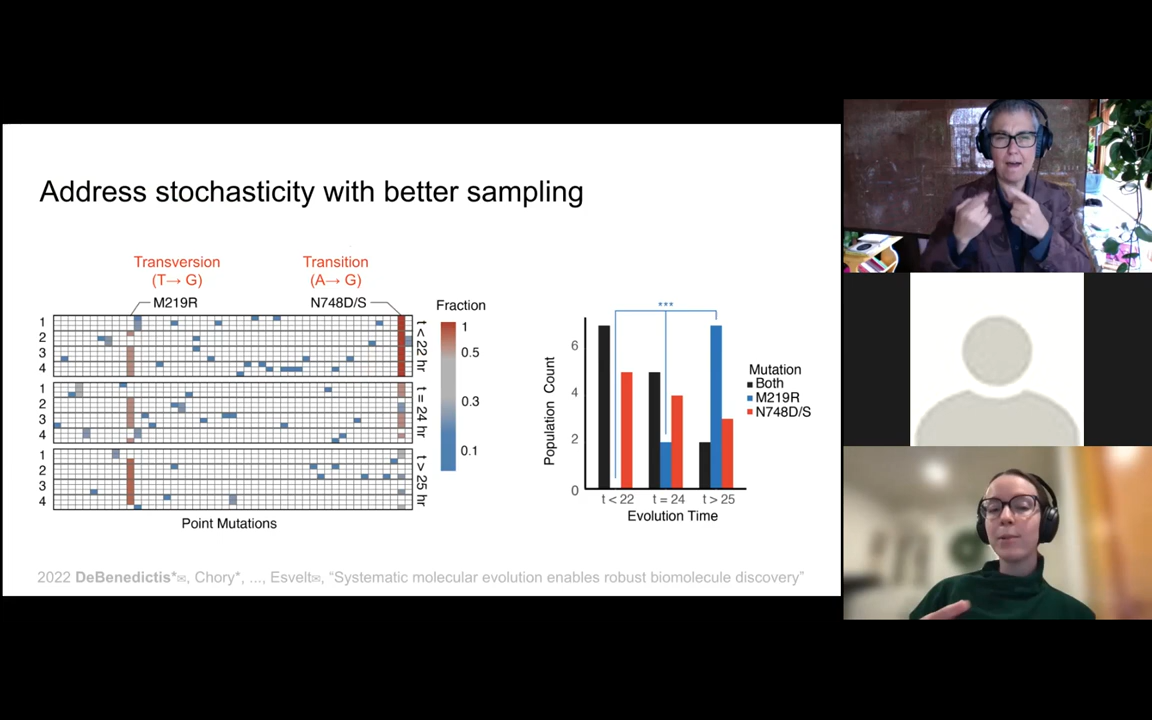 Address stochasticity with better sampling
Transversion
(T→ G)
Transition
(A→ G)
M219R
N748D/S
Fraction
1
2
3
4
t < 22 hr
1
2
3
4
t = 24 hr
1
2
3
4
t > 25 hr
1
0.5
0.3
0.1
Point Mutations
***
Population Count
6
4
2
0
t < 22
t = 24
t > 25
Evolution Time
Mutation
Both
M219R
N748D/S
2022 DeBenedictis*✉, Chory*, ..., Esvelt✉, “Systematic molecular evolution enables robust biomolecule discovery”